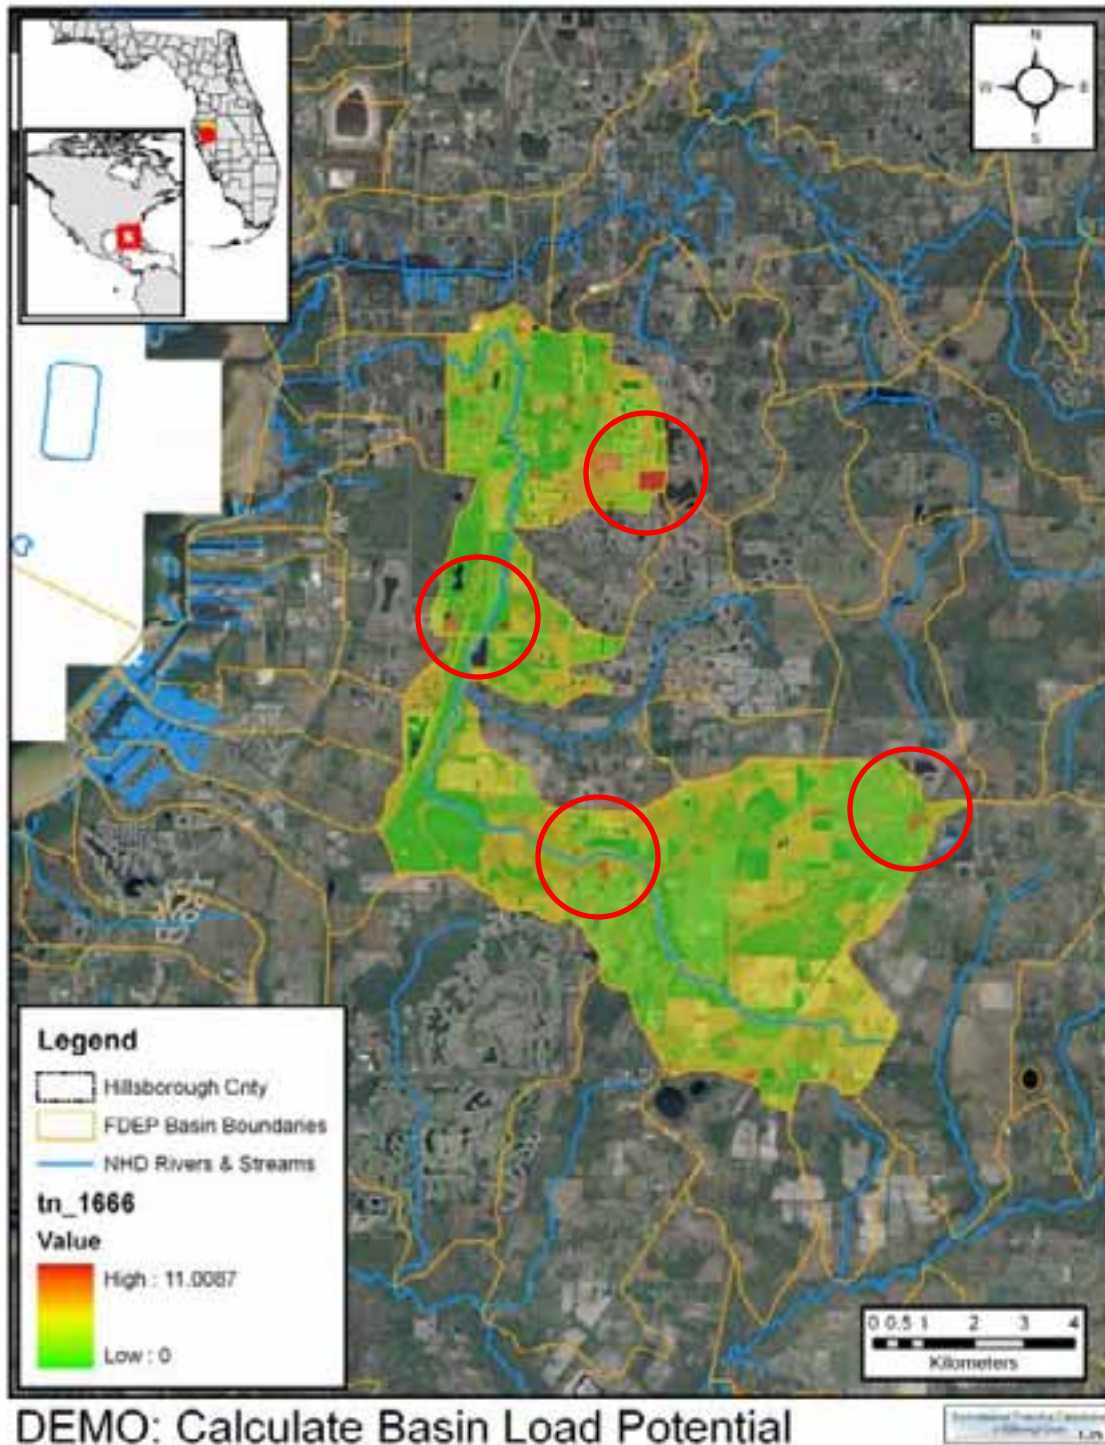 N
W
S
Legend
Hillsborough Cnty
FDEP Basin Boundaries
NHD Rivers & Streams
tn_1666
Value
High : 11.0087
Low : 0
0 0.5 1 2 3 4
Kilometers
DEMO: Calculate Basin Load Potential